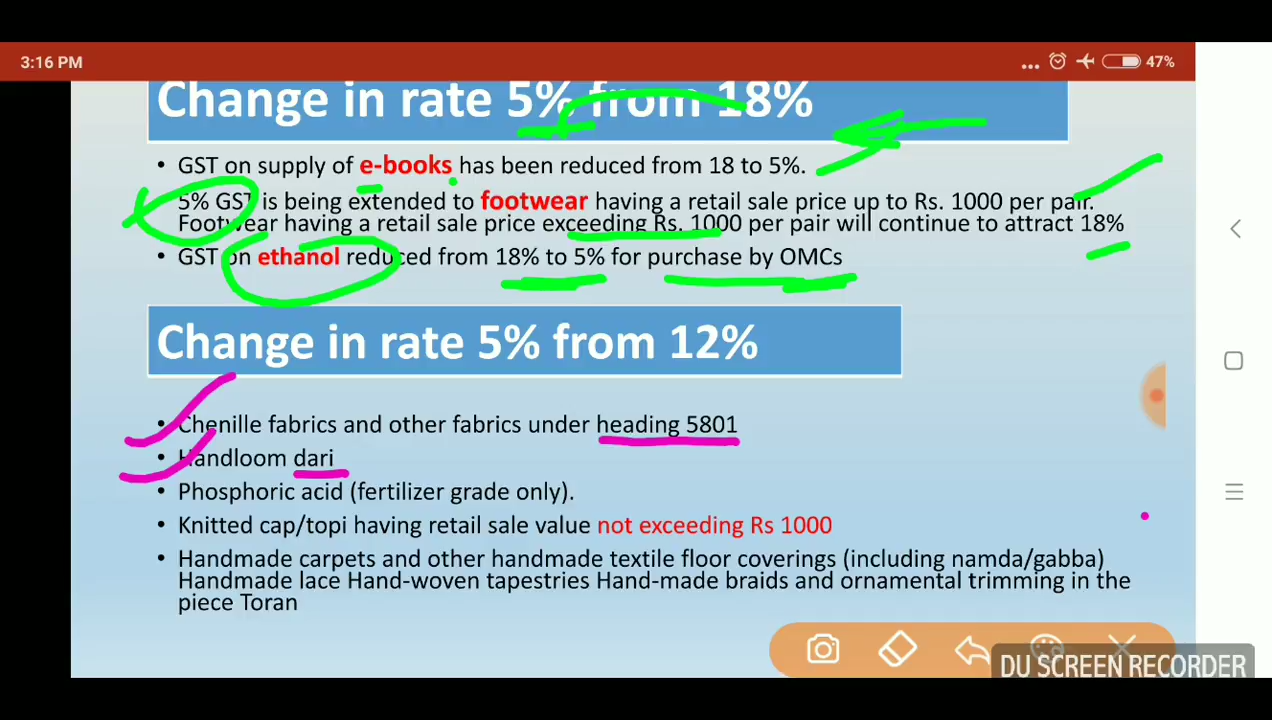 3:16 PM
47%
Change in rate 5% from 18%
• GST on supply of e-books has been reduced from 18 to 5%.
5% GST is being extended to footwear having a retail sale price up to Rs. 1000 per pair.
Footwear having a retail sale price exceeding Rs. 1000 per pair will continue to attract 18%
• GST on ethanol reduced from 18% to 5% for purchase by OMCs
Change in rate 5% from 12%
• Chenille fabrics and other fabrics under heading 5801
• Handloom dari
• Phosphoric acid (fertilizer grade only).
• Knitted cap/topi having retail sale value not exceeding Rs 1000
• Handmade carpets and other handmade textile floor coverings (including namda/gabba)
Handmade lace Hand-woven tapestries Hand-made braids and ornamental trimming in the
piece Toran
DU SCREEN RECORDER